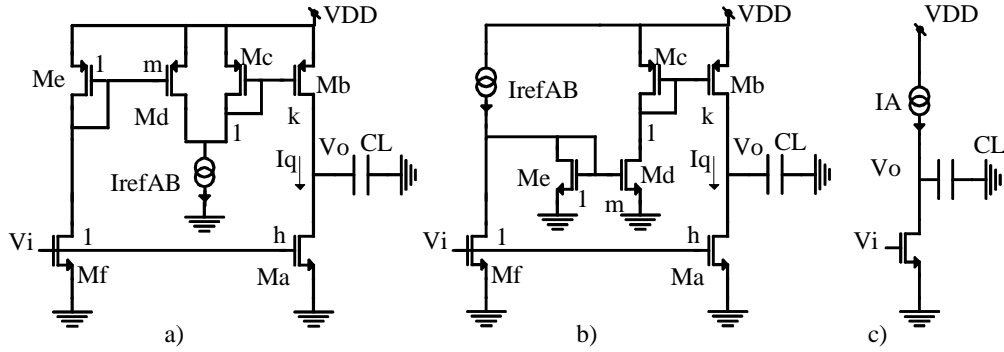 VDD
Me
1
m
Md
Mc
1
Mb
k
IrefAB
Iq
Vo
CL
Vi
1
Mf
h
Ma
a)
VDD
IrefAB
Mc
1
Mb
k
Me
1
Md
m
Iq
Vo
CL
Vi
1
Mf
h
Ma
b)
VDD
IA
Vo
CL
Vi
c)